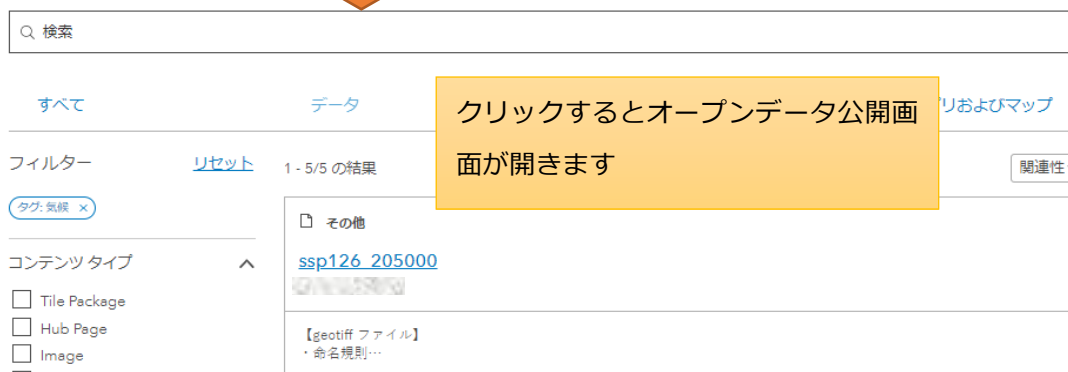 検索
すべて
データ
クリックするとオープンデータ公開画
面が開きます
リおよびマップ
フィルター
リセット
1 - 5/5 の結果
関連性
タグ: 気候 ×
その他
コンテンツ タイプ
ssp126_205000
Tile Package
Hub Page
Image
【geotiff ファイル】
・命名規則…